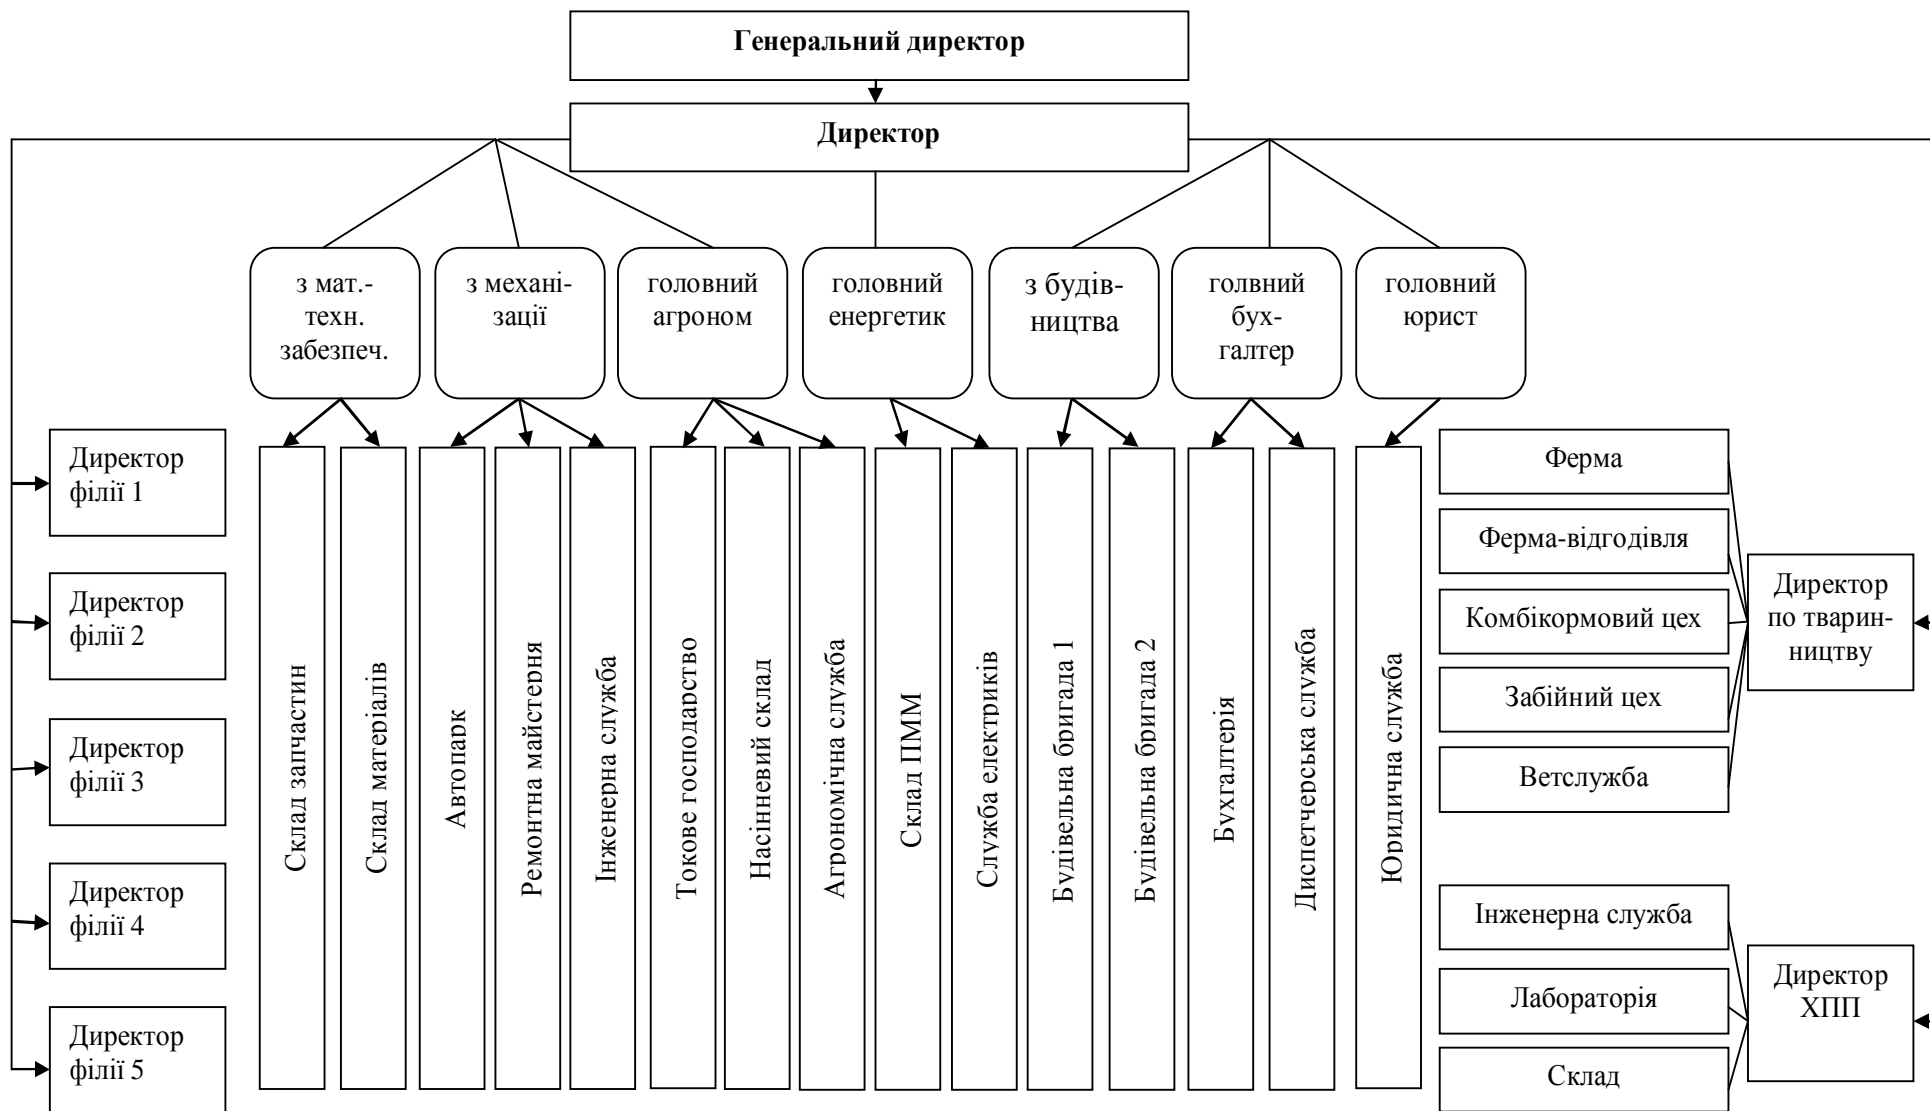 Генеральний директор
Директор
з мат.-
техн.
забезпеч.
з механі-
зації
головний
агроном
головний
енергетик
з будів-
ництва
голвний
бух-
галтер
головний
юрист
Директор
філії 1
Директор
філії 2
Директор
філії 3
Директор
філії 4
Директор
філії 5
Склад запчастин
Склад матеріалів
Автопарк
Ремонтна майстерня
Інженерна служба
Токове господарство
Насінневий склад
Агрономічна служба
Склад ПММ
Служба електриків
Будівельна бригада 1
Будівельна бригада 2
Бухгалтерія
Диспетчерська служба
Юридична служба
Ферма
Ферма-відгодівля
Комбікормовий цех
Забійний цех
Ветслужба
Директор
по тварин-
ництву
Інженерна служба
Лабораторія
Склад
Директор
ХПП